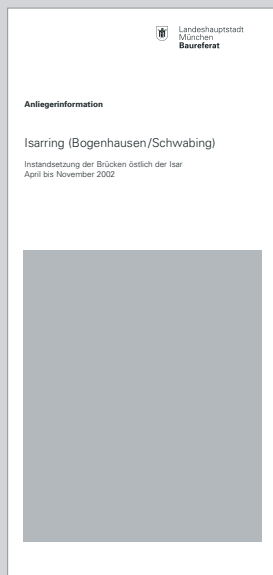 Landeshauptstadt
München
Baureferat
Anliegerinformation
Isarring (Bogenhausen/Schwabing)
Instandsetzung der Brücken östlich der Isar
April bis November 2002